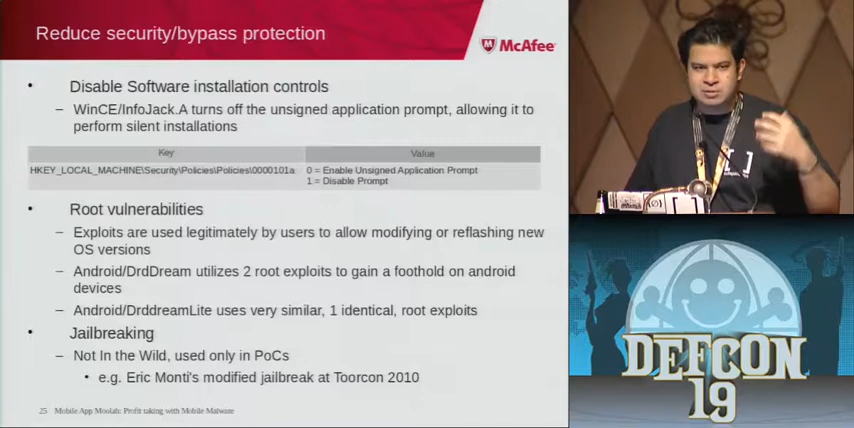 Reduce security/bypass protection
McAfee
• Disable Software installation controls
– WinCE/InfoJack.A turns off the unsigned application prompt, allowing it to
perform silent installations
Key Value
HKEY_LOCAL_MACHINE\Security\Policies\Policies\0000101a 0 = Enable Unsigned Application Prompt
1 = Disable Prompt
• Root vulnerabilities
– Exploits are used legitimately by users to allow modifying or reflashing new
OS versions
– Android/DrdDream utilizes 2 root exploits to gain a foothold on android
devices
– Android/DrddreamLite uses very similar, 1 identical, root exploits
• Jailbreaking
– Not In the Wild, used only in PoCs
• e.g. Eric Monti's modified jailbreak at Toorcon 2010
25 Mobile App Moolah: Profit taking with Mobile Malware
DEFCON
19